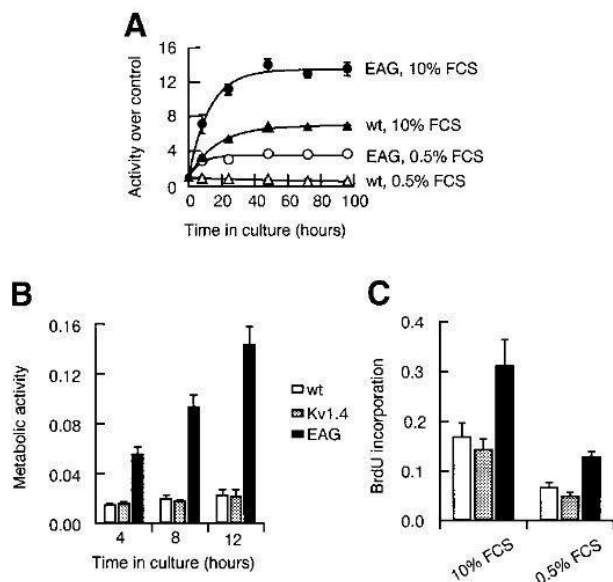 A
Activity over control
16
12
8
4
0
0 20 40 60 80 100
Time in culture (hours)
EAG, 10% FCS
wt, 10% FCS
EAG, 0.5% FCS
wt, 0.5% FCS
B
Metabolic activity
0.16
0.12
0.08
0.04
0.00
4 8 12
Time in culture (hours)
wt
Kv1.4
EAG
C
BrdU incorporation
0.4
0.3
0.2
0.1
0.0
10% FCS
0.5% FCS